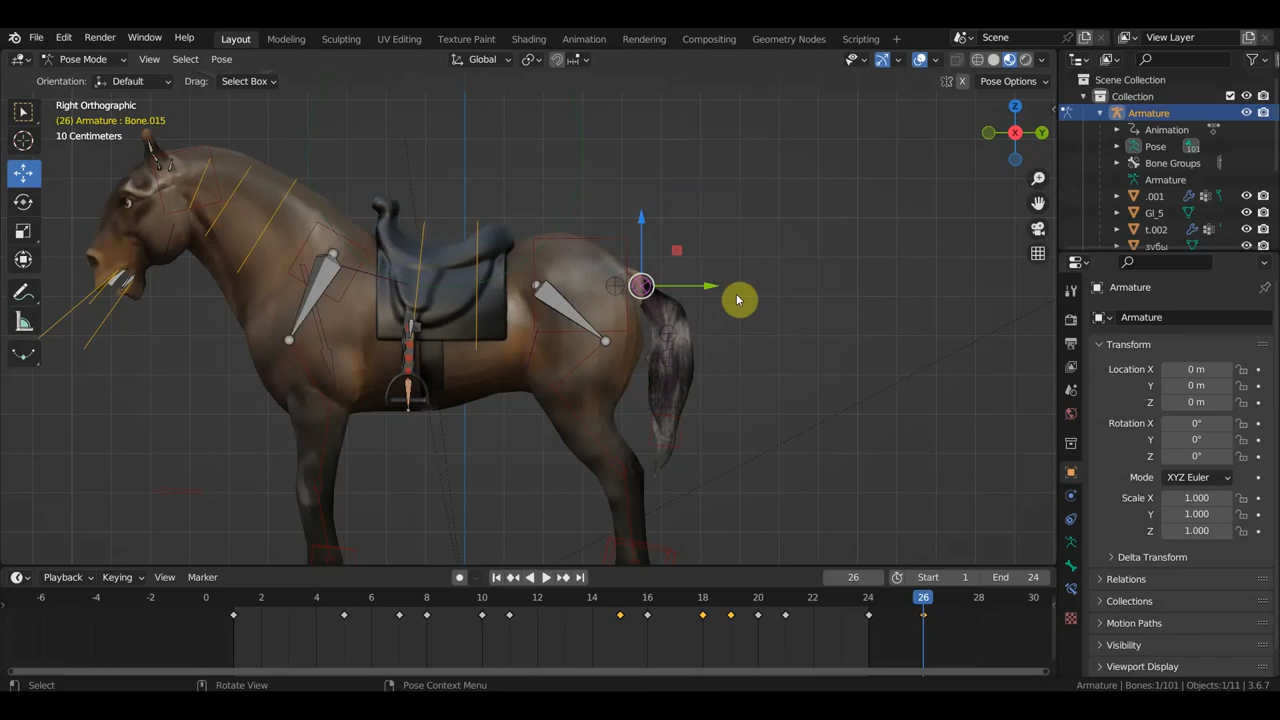 File Edit Render Window Help Layout Modeling Sculpting UV Editing Texture Paint Shading Animation Rendering Compositing Geometry Nodes Scripting + Scene View Layer
Pose Mode View Select Pose Global
Orientation: Default Drag: Select Box X Pose Options
Right Orthographic
(26) Armature : Bone.015
10 Centimeters
Z
X
Y
Scene Collection
Collection
Armature
Animation
Pose 101
Bone Groups
Armature
.001
Gl_5
t.002
зубы
Armature
Armature
Transform
Location X 0 m
Y 0 m
Z 0 m
Rotation X 0°
Y 0°
Z 0°
Mode XYZ Euler
Scale X 1.000
Y 1.000
Z 1.000
Delta Transform
Relations
Collections
Motion Paths
Visibility
Viewport Display
Playback Keying View Marker 26 Start 1 End 24
-6 -4 -2 0 2 4 6 8 10 12 14 16 18 20 22 24 26 28 30
Select Rotate View Pose Context Menu Armature | Bones:1/101 | Objects:1/11 | 3.6.7